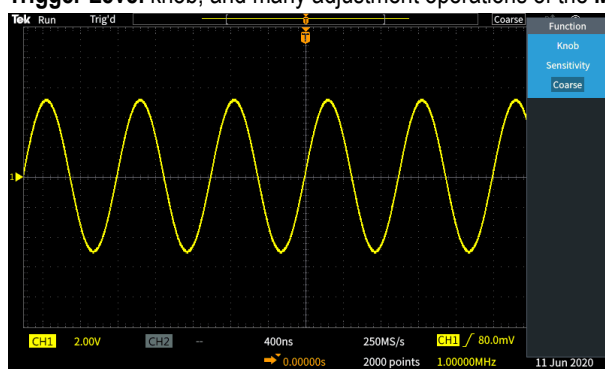 Trigger Level knob, and many adjustment operations of the
Tek Run Trig'd Coarse
Function
Knob
Sensitivity
Coarse
T
1
CH1 2.00V CH2 -- 400ns 250MS/s CH1 80.0mV
0.00000s 2000 points 1.00000MHz 11 Jun 2020